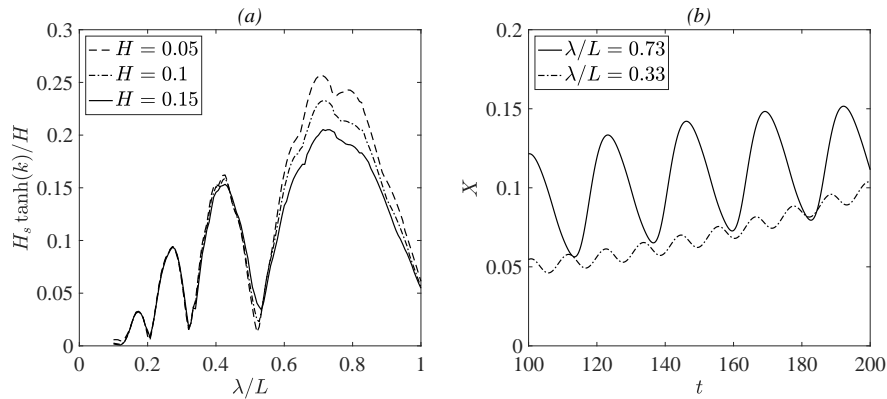 (a)
0.3
0.25
0.2
0.15
0.1
0.05
0
H = 0.05
H = 0.1
H = 0.15
H_s tanh(k)/H
0 0.2 0.4 0.6 0.8 1
λ/L
(b)
0.2
0.15
0.1
0.05
0
λ/L = 0.73
λ/L = 0.33
X
100 120 140 160 180 200
t